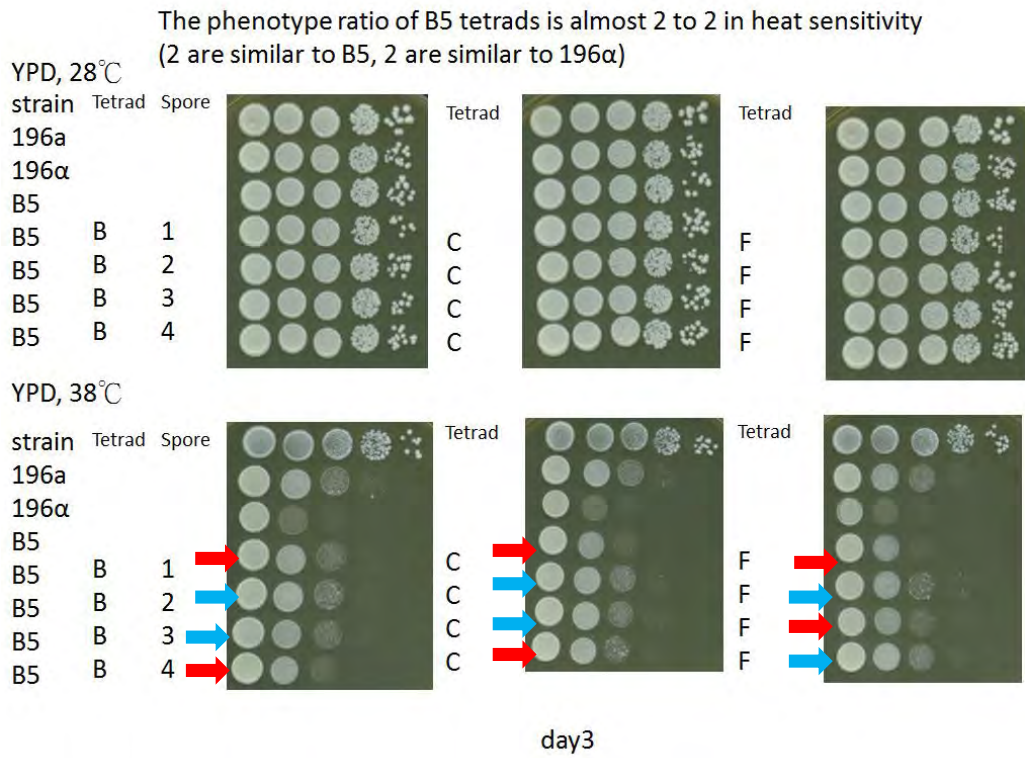 The phenotype ratio of B5 tetrads is almost 2 to 2 in heat sensitivity
(2 are similar to B5, 2 are similar to 196α)
YPD, 28℃
strain Tetrad Spore Tetrad Tetrad
196a
196α
B5
B5 B 1 C F
B5 B 2 C F
B5 B 3 C F
B5 B 4 C F
YPD, 38℃
strain Tetrad Spore Tetrad Tetrad
196a
196α
B5
B5 B 1 C F
B5 B 2 C F
B5 B 3 C F
B5 B 4 C F
day3